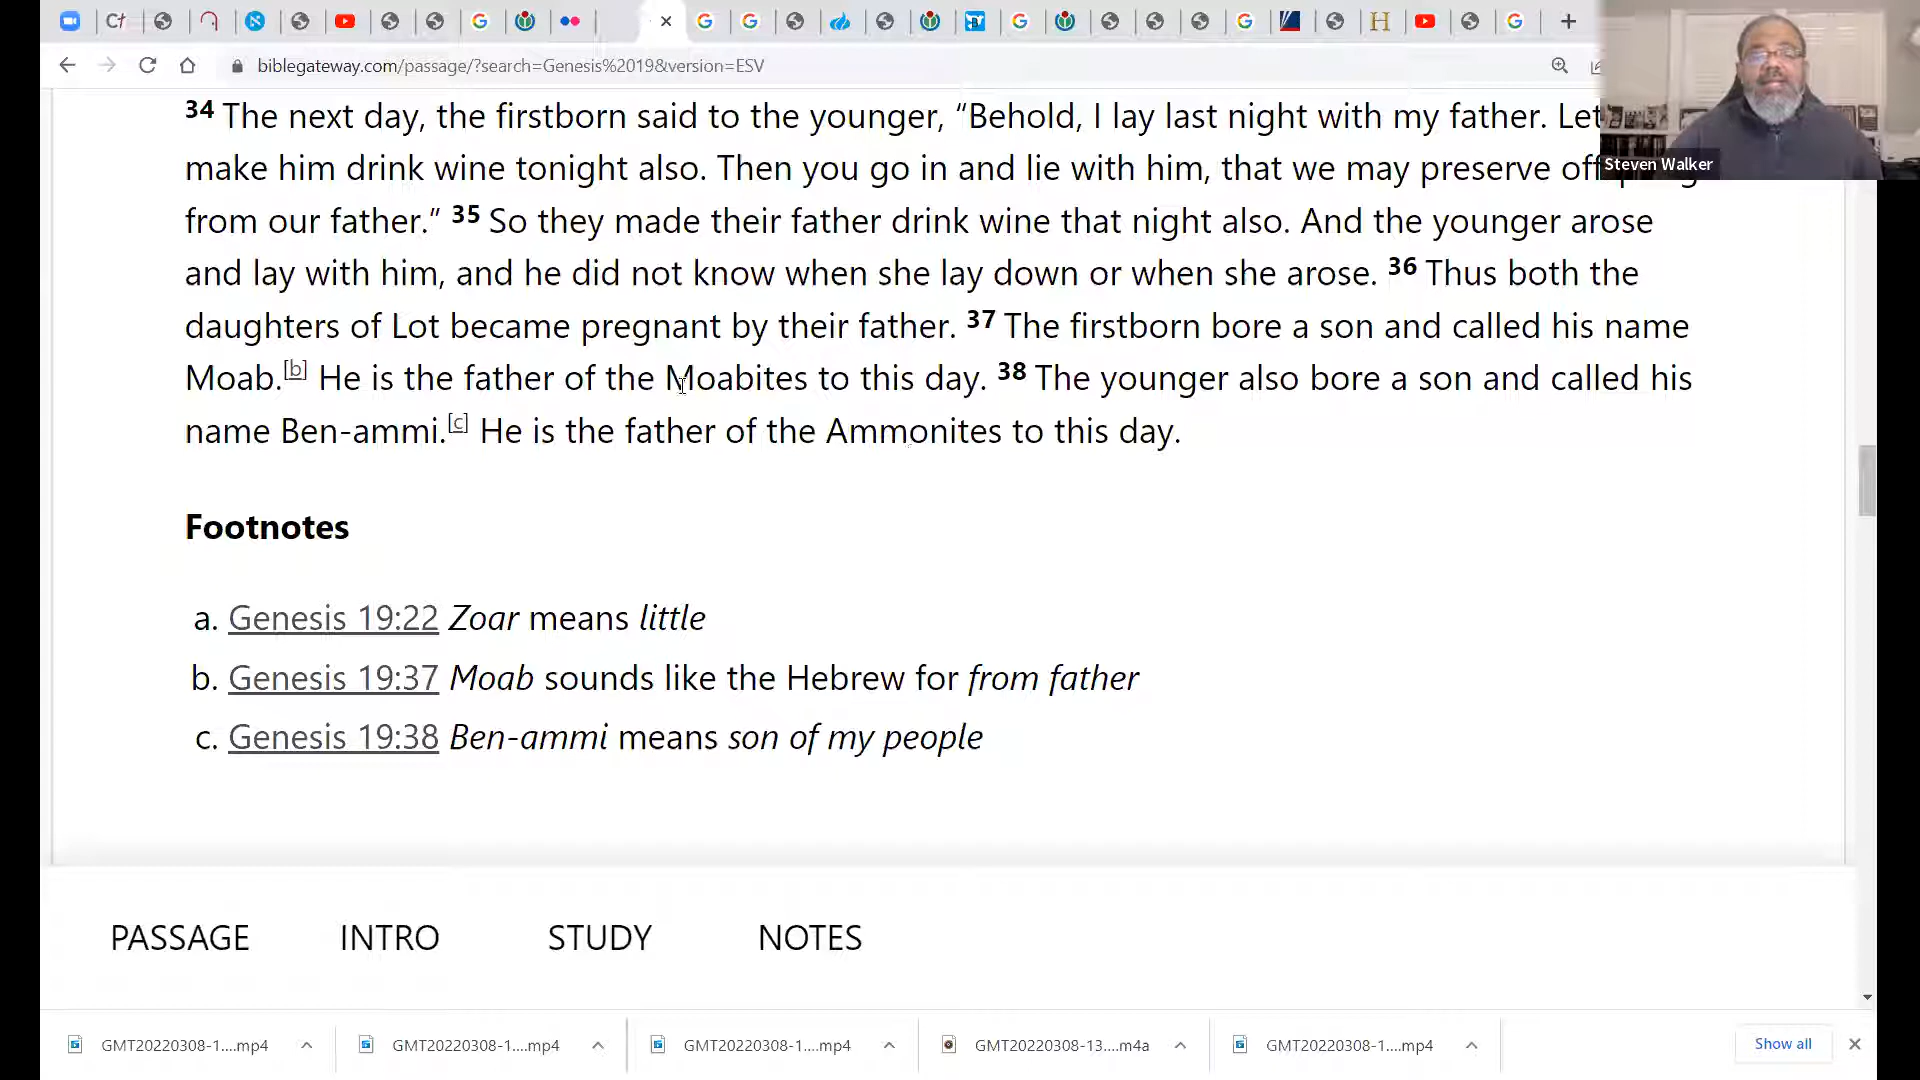 biblegateway.com/passage/?search=Genesis%2019&version=ESV
Steven Walker
34 The next day, the firstborn said to the younger, “Behold, I lay last night with my father. Let
make him drink wine tonight also. Then you go in and lie with him, that we may preserve
from our father.” 35 So they made their father drink wine that night also. And the younger arose
and lay with him, and he did not know when she lay down or when she arose. 36 Thus both the
daughters of Lot became pregnant by their father. 37 The firstborn bore a son and called his name
Moab.[b] He is the father of the Moabites to this day. 38 The younger also bore a son and called his
name Ben-ammi.[c] He is the father of the Ammonites to this day.
Footnotes
a. Genesis 19:22 Zoar means little
b. Genesis 19:37 Moab sounds like the Hebrew for from father
c. Genesis 19:38 Ben-ammi means son of my people
PASSAGE INTRO STUDY NOTES
GMT20220308-1....mp4 GMT20220308-1....mp4 GMT20220308-1....mp4 GMT20220308-13....m4a GMT20220308-1....mp4 Show all